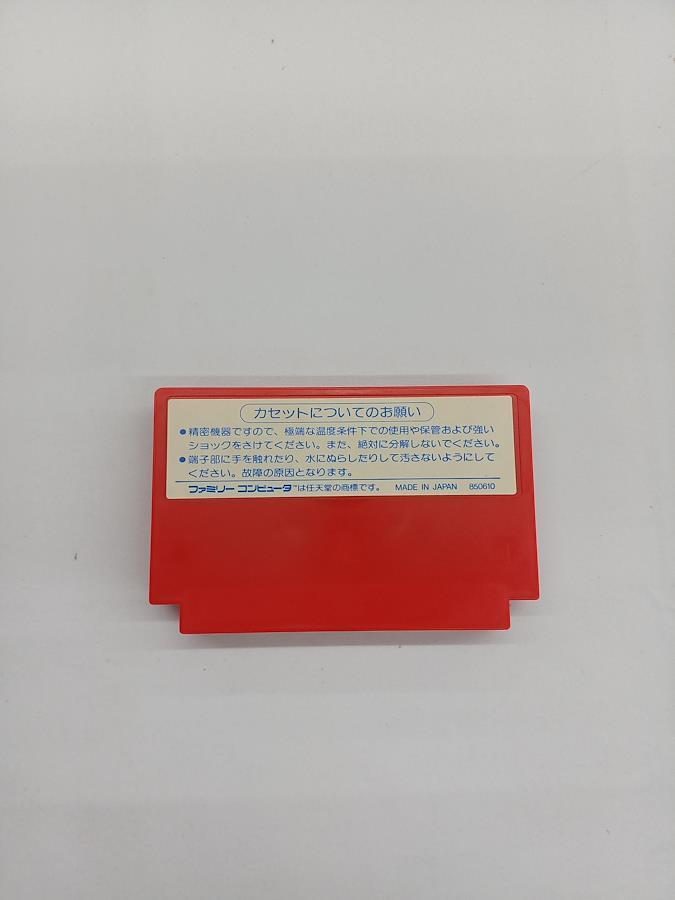 カセットについてのお願い
●精密機器ですので、極端な温度条件下での使用や保管および強い
ショックをさけてください。また、絶対に分解しないでください。
●端子部に手を触れたり、水にぬらしたりして汚さないようにして
ください。故障の原因となります。
ファミリーコンピュータ™は任天堂の商標です。 MADE IN JAPAN 850610